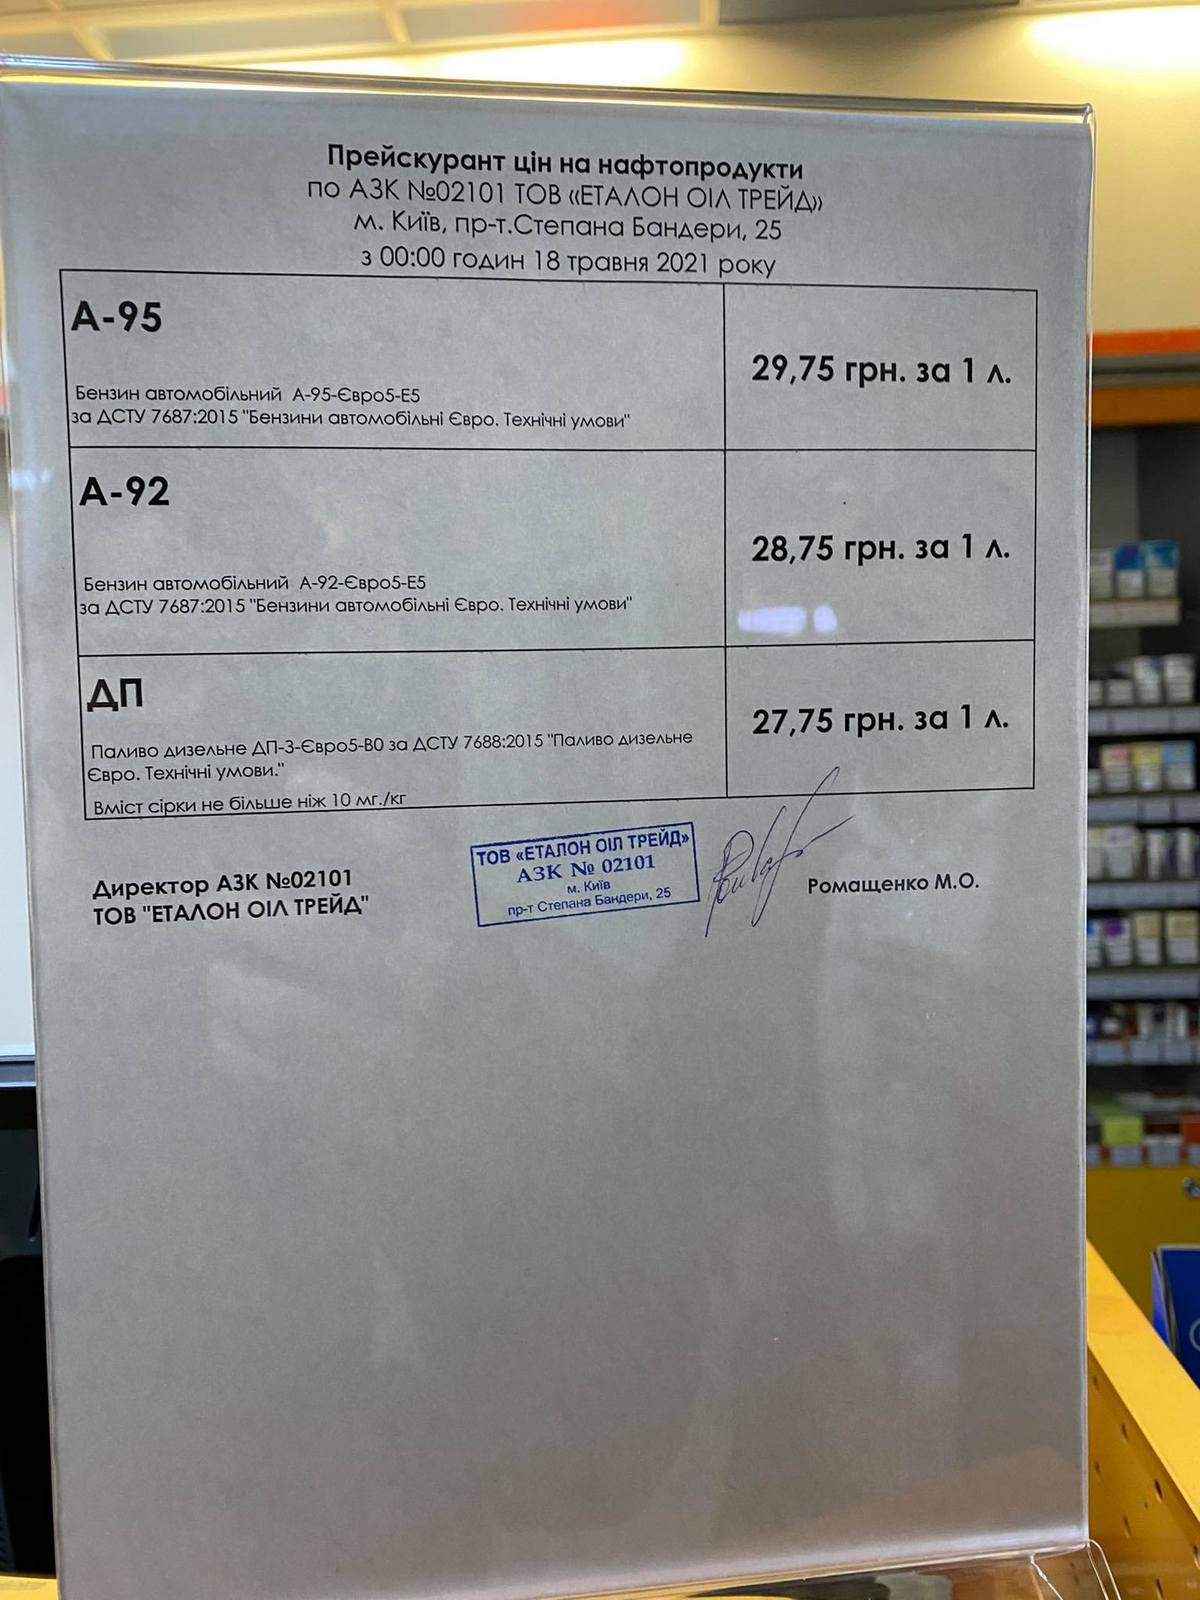 Прейскурант цін на нафтопродукти
по АЗК №02101 ТОВ «ЕТАЛОН ОІЛ ТРЕЙД»
м. Київ, пр-т.Степана Бандери, 25
з 00:00 годин 18 травня 2021 року
А-95
Бензин автомобільний А-95-Євро5-Е5
за ДСТУ 7687:2015 "Бензини автомобільні Євро. Технічні умови"
29,75 грн. за 1 л.
А-92
Бензин автомобільний А-92-Євро5-Е5
за ДСТУ 7687:2015 "Бензини автомобільні Євро. Технічні умови"
28,75 грн. за 1 л.
ДП
Паливо дизельне ДП-З-Євро5-В0 за ДСТУ 7688:2015 "Паливо дизельне
Євро. Технічні умови."
Вміст сірки не більше ніж 10 мг./кг
27,75 грн. за 1 л.
Директор АЗК №02101
ТОВ "ЕТАЛОН ОІЛ ТРЕЙД"
ТОВ «ЕТАЛОН ОІЛ ТРЕЙД»
АЗК № 02101
м. Київ
пр-т Степана Бандери, 25
Ромащенко М.О.